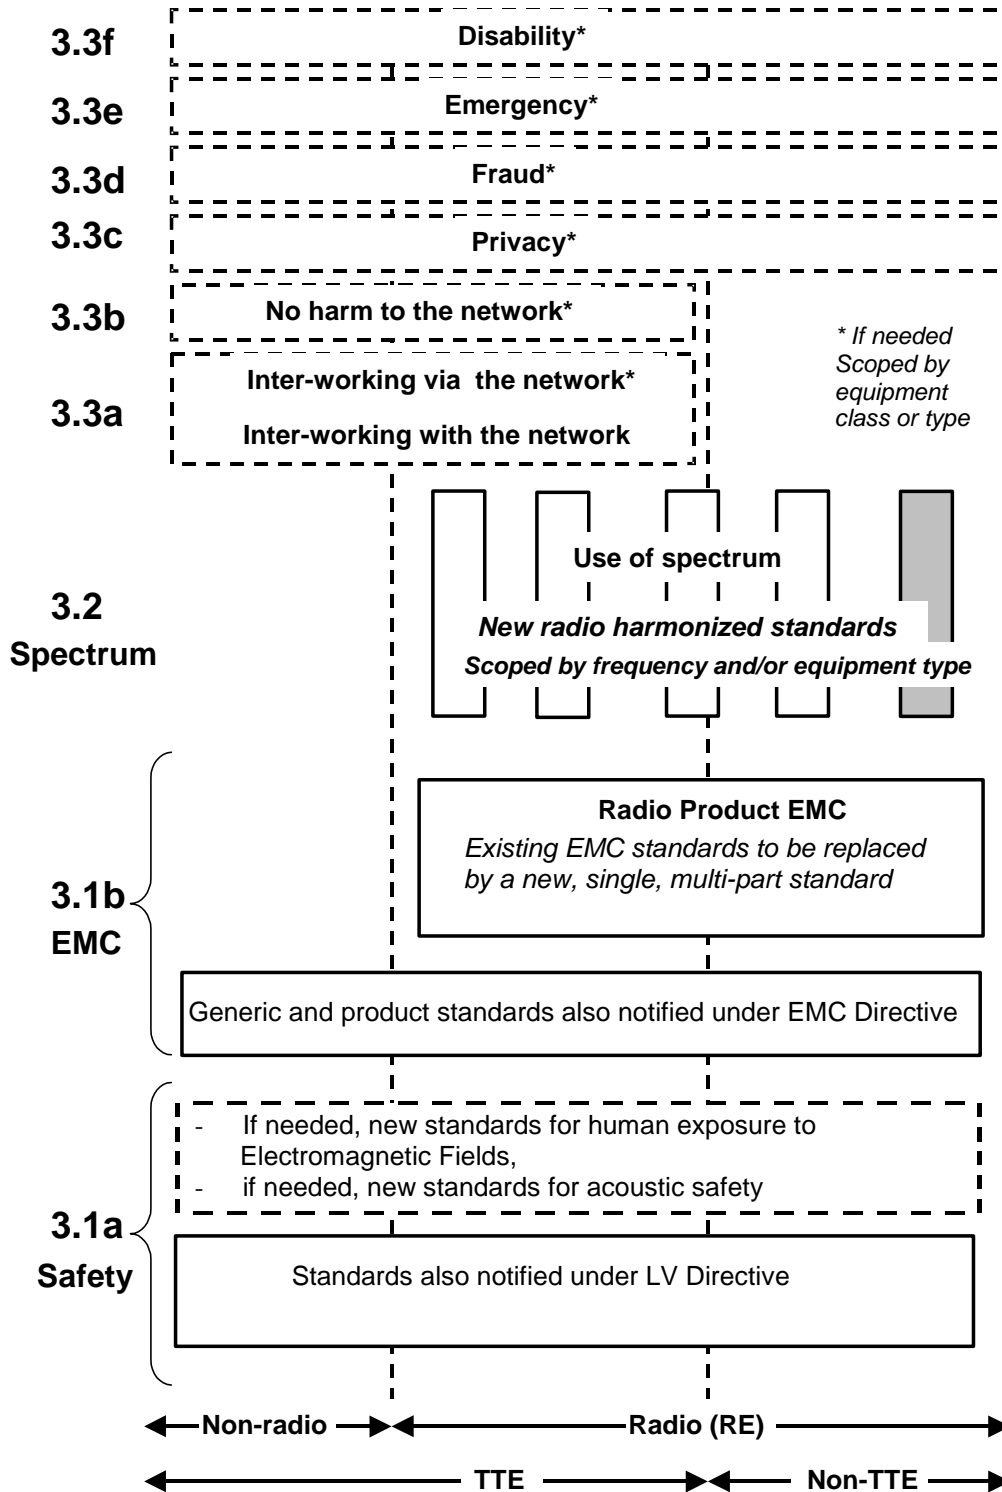 3.3f
Disability*
3.3e
Emergency*
3.3d
Fraud*
3.3c
Privacy*
3.3b
No harm to the network*
* If needed
Scoped by
equipment
class or type
3.3a
Inter-working via the network*
Inter-working with the network
3.2
Spectrum
Use of spectrum
New radio harmonized standards
Scoped by frequency and/or equipment type
3.1b
EMC
Radio Product EMC
Existing EMC standards to be replaced
by a new, single, multi-part standard
Generic and product standards also notified under EMC Directive
3.1a
Safety
- If needed, new standards for human exposure to
Electromagnetic Fields,
- if needed, new standards for acoustic safety
Standards also notified under LV Directive
Non-radio
Radio (RE)
TTE
Non-TTE